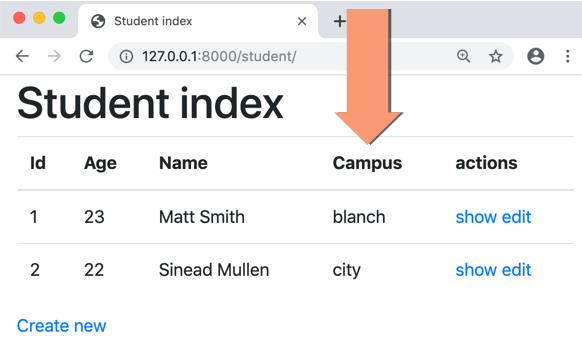 Student index
127.0.0.1:8000/student/
Student index
Id Age Name Campus actions
1 23 Matt Smith blanch show edit
2 22 Sinead Mullen city show edit
Create new